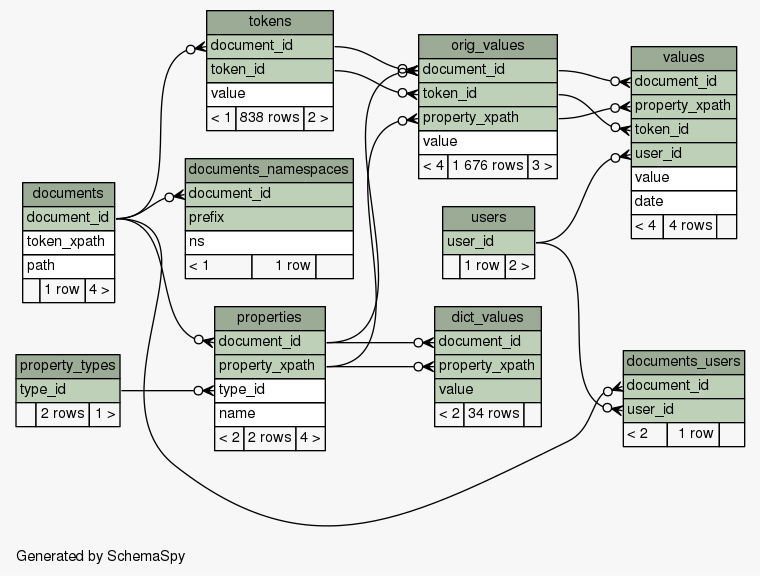 tokens
document_id
token_id
value
< 1 838 rows 2 >
orig_values
document_id
token_id
property_xpath
value
< 4 1 676 rows 3 >
values
document_id
property_xpath
token_id
user_id
value
date
< 4 4 rows
documents_namespaces
document_id
prefix
ns
< 1 1 row
documents
document_id
token_xpath
path
1 row 4 >
users
user_id
1 row 2 >
properties
document_id
property_xpath
type_id
name
< 2 2 rows 4 >
dict_values
document_id
property_xpath
value
< 2 34 rows
property_types
type_id
2 rows 1 >
documents_users
document_id
user_id
< 2 1 row
Generated by SchemaSpy